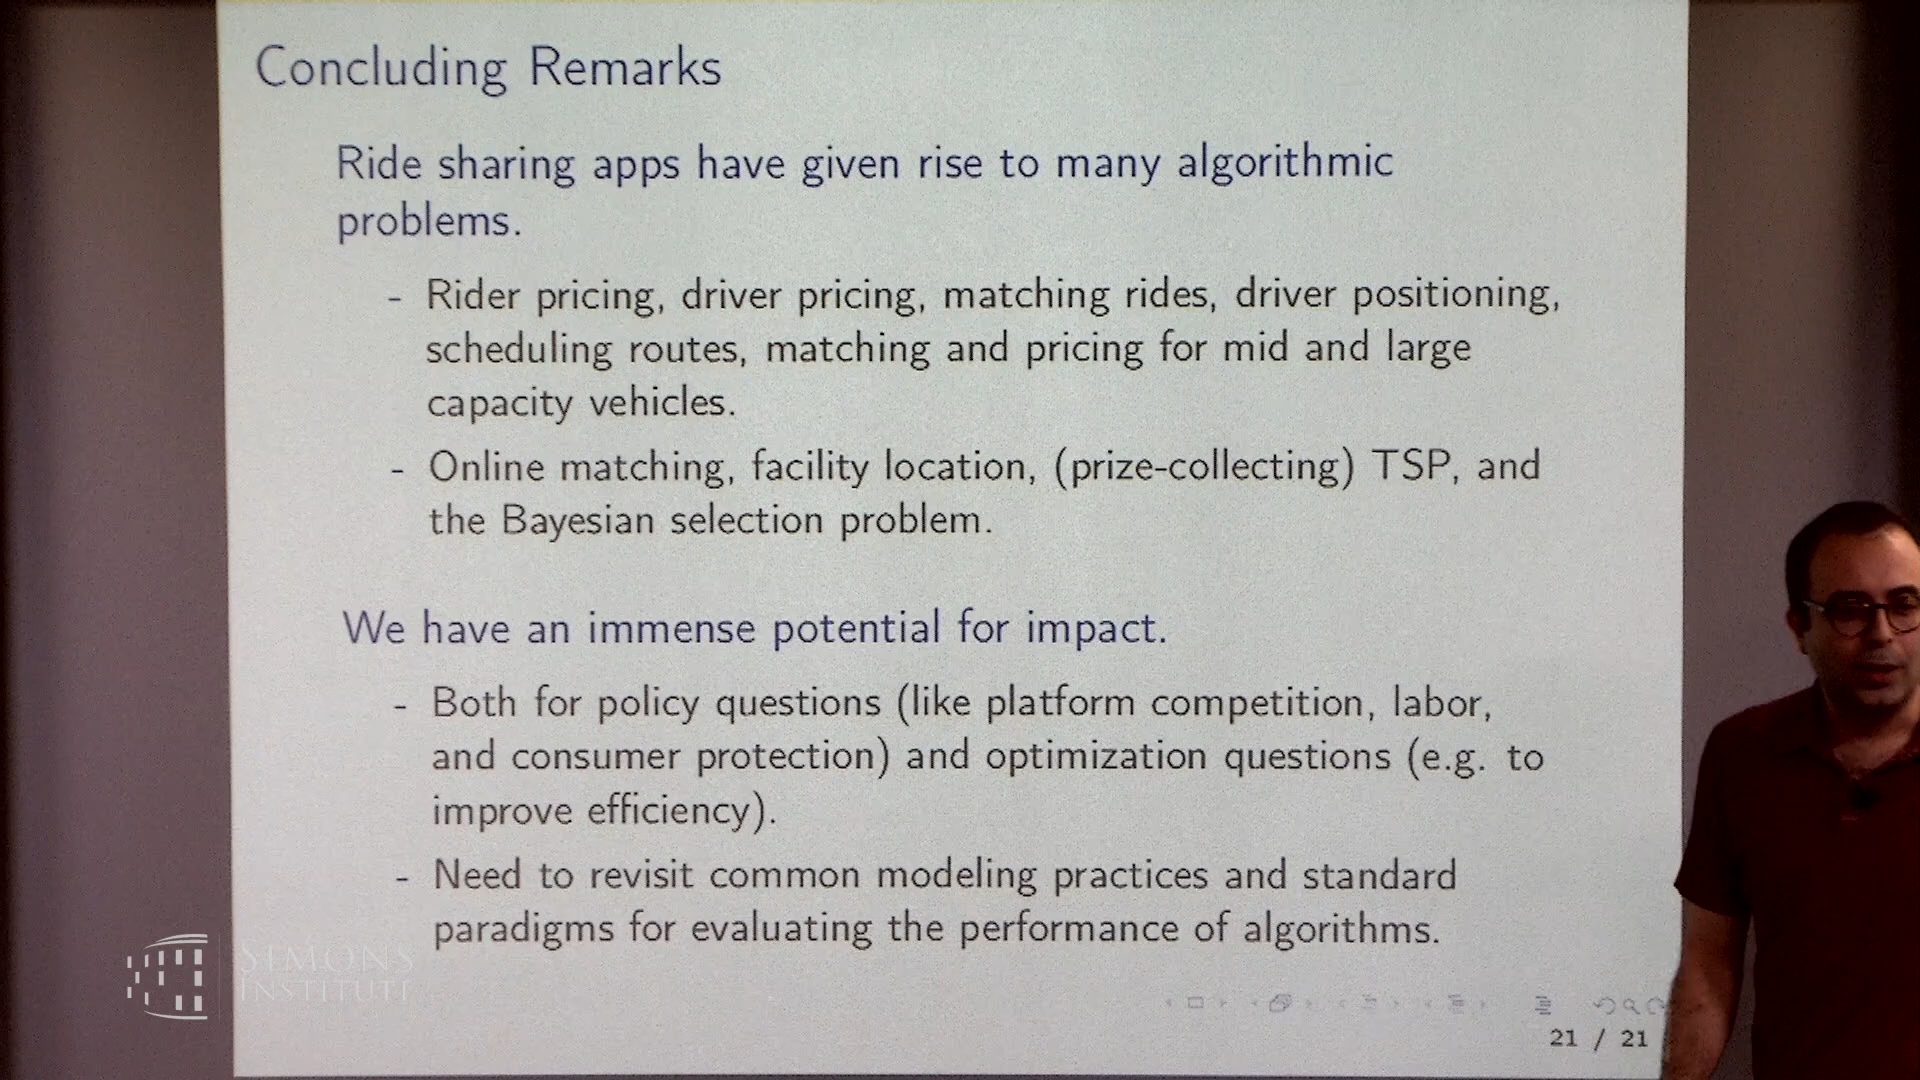 Concluding Remarks
Ride sharing apps have given rise to many algorithmic
problems.
- Rider pricing, driver pricing, matching rides, driver positioning,
scheduling routes, matching and pricing for mid and large
capacity vehicles.
- Online matching, facility location, (prize-collecting) TSP, and
the Bayesian selection problem.
We have an immense potential for impact.
- Both for policy questions (like platform competition, labor,
and consumer protection) and optimization questions (e.g. to
improve efficiency).
- Need to revisit common modeling practices and standard
paradigms for evaluating the performance of algorithms.
SIMONS
INSTITUTE
21 / 21